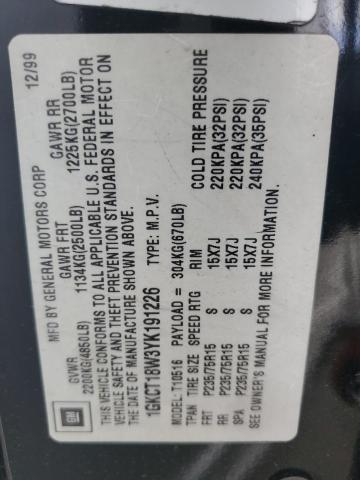 MFD BY GENERAL MOTORS CORP 12/99
GVWR GAWR FRT GAWR RR
2200KG(4850LB) 1134KG(2500LB) 1225KG(2700LB)
THIS VEHICLE CONFORMS TO ALL APPLICABLE U.S. FEDERAL MOTOR
VEHICLE SAFETY AND THEFT PREVENTION STANDARDS IN EFFECT ON
THE DATE OF MANUFACTURE SHOWN ABOVE.
1GKCT18W3YK191226 TYPE: M.P.V.
MODEL: T10516 PAYLOAD = 304KG(670LB)
TPAN TIRE SIZE SPEED RTG RIM COLD TIRE PRESSURE
FRT P235/75R15 S 15X7J 220KPA(32PSI)
RR P235/75R15 S 15X7J 220KPA(32PSI)
SPA P235/75R15 S 15X7J 240KPA(35PSI)
SEE OWNER'S MANUAL FOR MORE INFORMATION.
GM